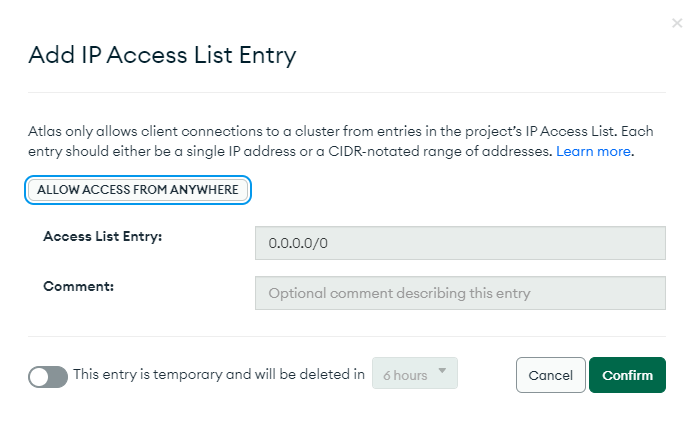 ×
Add IP Access List Entry
Atlas only allows client connections to a cluster from entries in the project's IP Access List. Each
entry should either be a single IP address or a CIDR-notated range of addresses. Learn more.
ALLOW ACCESS FROM ANYWHERE
Access List Entry: 0.0.0.0/0
Comment: Optional comment describing this entry
This entry is temporary and will be deleted in 6 hours Cancel Confirm